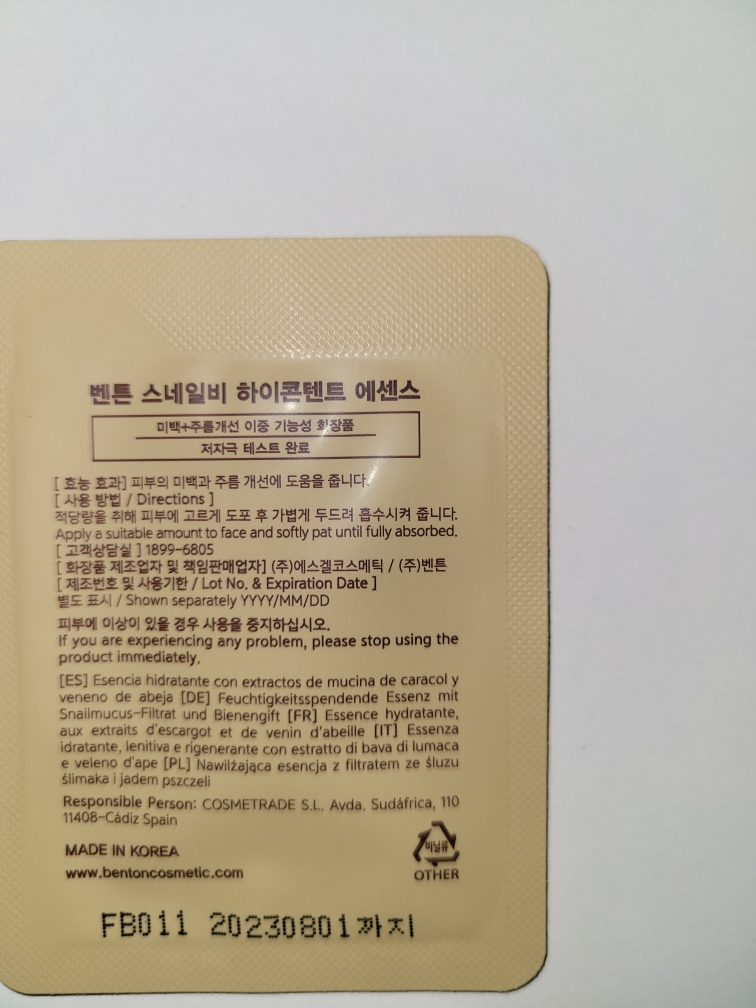 벤튼 스네일비 하이콘텐트 에센스
미백+주름개선 이중 기능성 화장품
저자극 테스트 완료
[ 효능 효과] 피부의 미백과 주름 개선에 도움을 줍니다.
[ 사용 방법 / Directions ]
적당량을 취해 피부에 고르게 도포 후 가볍게 두드려 흡수시켜 줍니다.
Apply a suitable amount to face and softly pat until fully absorbed.
[ 고객상담실 ] 1899-6805
[ 화장품 제조업자 및 책임판매업자] (주)에스겔코스메틱 / (주)벤튼
[ 제조번호 및 사용기한 / Lot No. & Expiration Date ]
별도 표시 / Shown separately YYYY/MM/DD
피부에 이상이 있을 경우 사용을 중지하십시오.
If you are experiencing any problem, please stop using the
product immediately.
[ES] Esencia hidratante con extractos de mucina de caracol y
veneno de abeja [DE] Feuchtigkeitsspendende Essenz mit
Snailmucus-Filtrat und Bienengift [FR] Essence hydratante,
aux extraits d'escargot et de venin d'abeille [IT] Essenza
idratante, lenitiva e rigenerante con estratto di bava di lumaca
e veleno d'ape [PL] Nawilżająca esencja z filtratem ze śluzu
ślimaka i jadem pszczeli
Responsible Person: COSMETRADE S.L. Avda. Sudáfrica, 110
11408-Cádiz Spain
MADE IN KOREA
www.bentoncosmetic.com
비닐류
OTHER
FB011 20230801까지